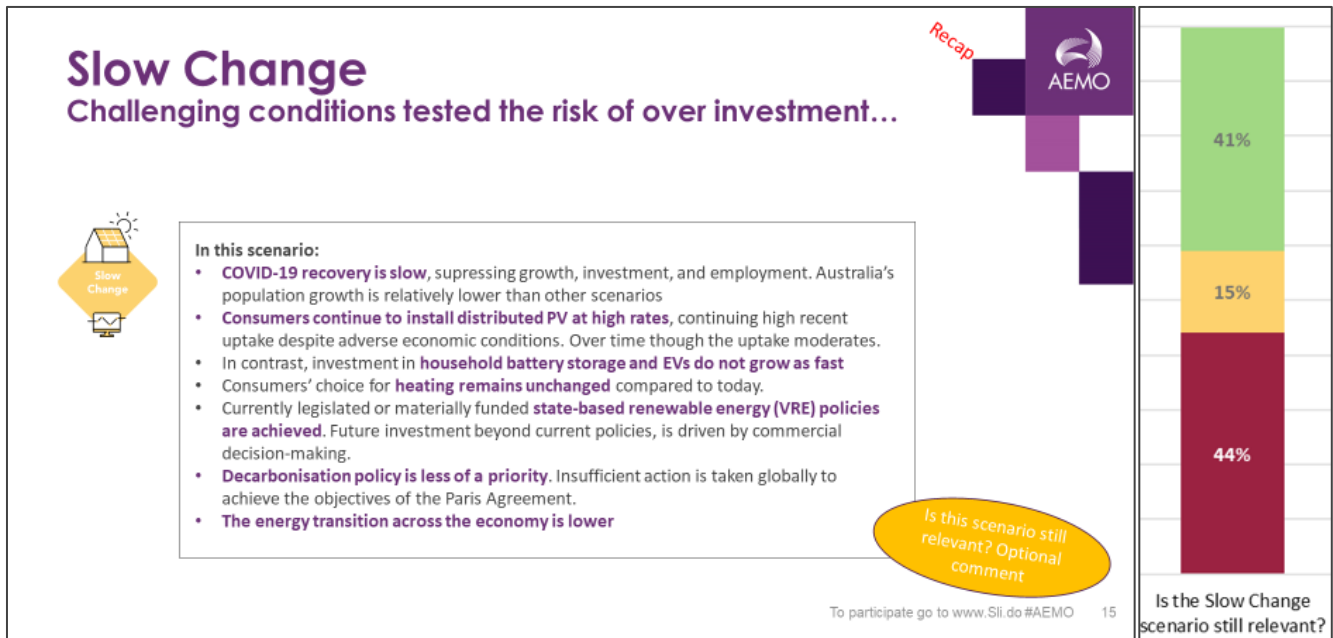 Slow Change
Challenging conditions tested the risk of over investment...
Recap
AEMO
Slow
Change
In this scenario:
• COVID-19 recovery is slow, supressing growth, investment, and employment. Australia's
population growth is relatively lower than other scenarios
• Consumers continue to install distributed PV at high rates, continuing high recent
uptake despite adverse economic conditions. Over time though the uptake moderates.
• In contrast, investment in household battery storage and EVs do not grow as fast
• Consumers' choice for heating remains unchanged compared to today.
• Currently legislated or materially funded state-based renewable energy (VRE) policies
are achieved. Future investment beyond current policies, is driven by commercial
decision-making.
• Decarbonisation policy is less of a priority. Insufficient action is taken globally to
achieve the objectives of the Paris Agreement.
• The energy transition across the economy is lower
Is this scenario still
relevant? Optional
comment
To participate go to www.Sli.do #AEMO 15
41%
15%
44%
Is the Slow Change
scenario still relevant?